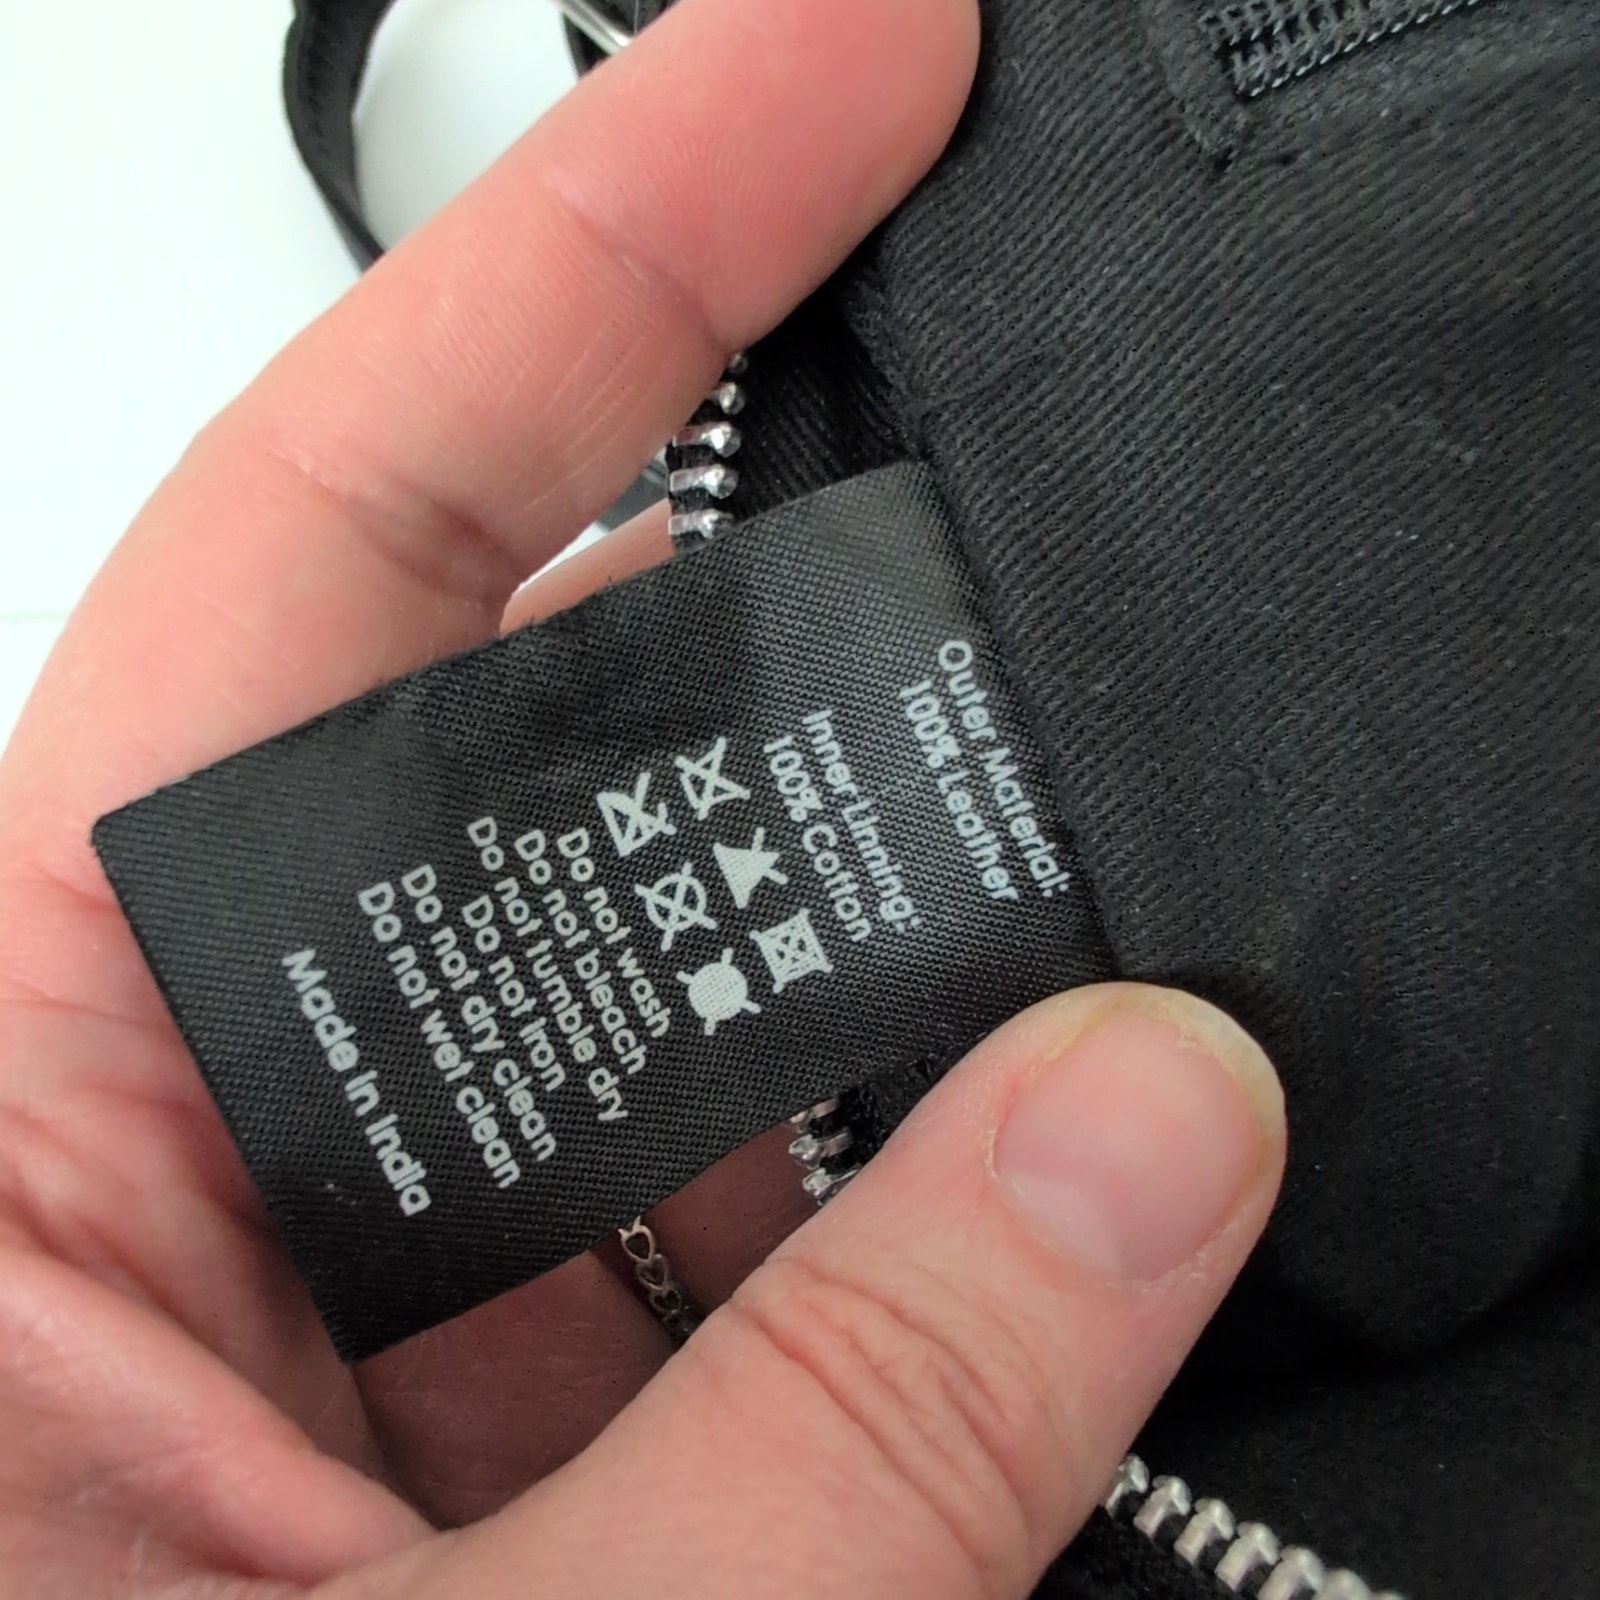 Outer Material:
100% Leather
Inner Linning:
100% Cotton
Do not wash
Do not bleach
Do not tumble dry
Do not Iron
Do not dry clean
Do not wet clean
Made In India